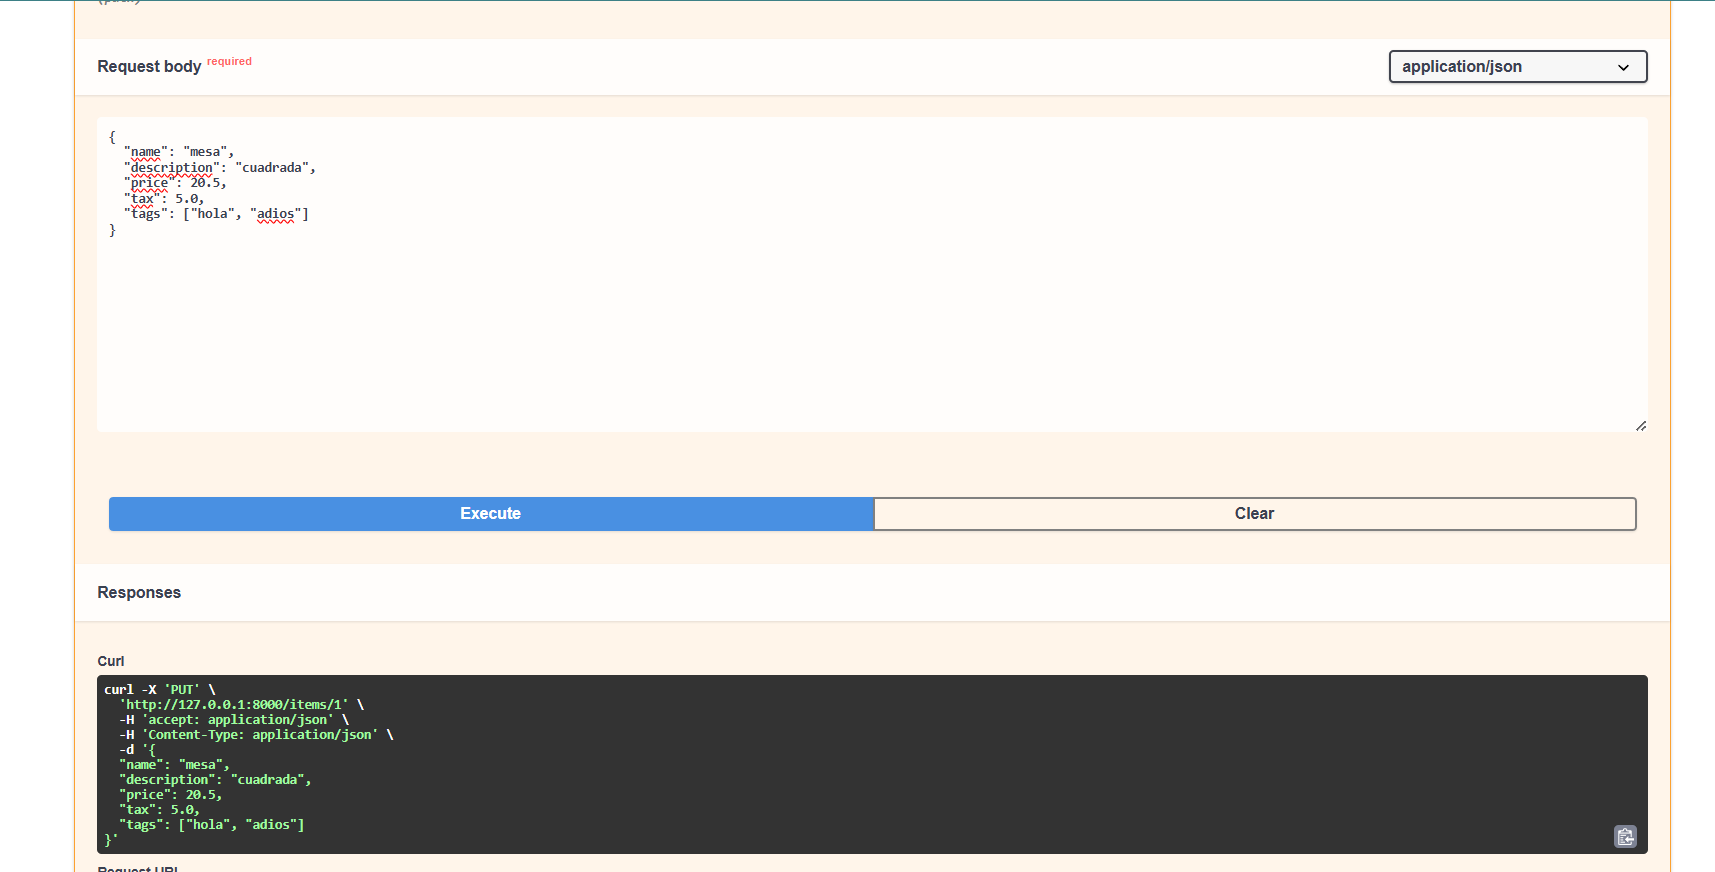 Request body required
application/json
{
  "name": "mesa",
  "description": "cuadrada",
  "price": 20.5,
  "tax": 5.0,
  "tags": ["hola", "adios"]
}
Execute
Clear
Responses
Curl
curl -X 'PUT' \
  'http://127.0.0.1:8000/items/1' \
  -H 'accept: application/json' \
  -H 'Content-Type: application/json' \
  -d '{
  "name": "mesa",
  "description": "cuadrada",
  "price": 20.5,
  "tax": 5.0,
  "tags": ["hola", "adios"]
}'
Request URL